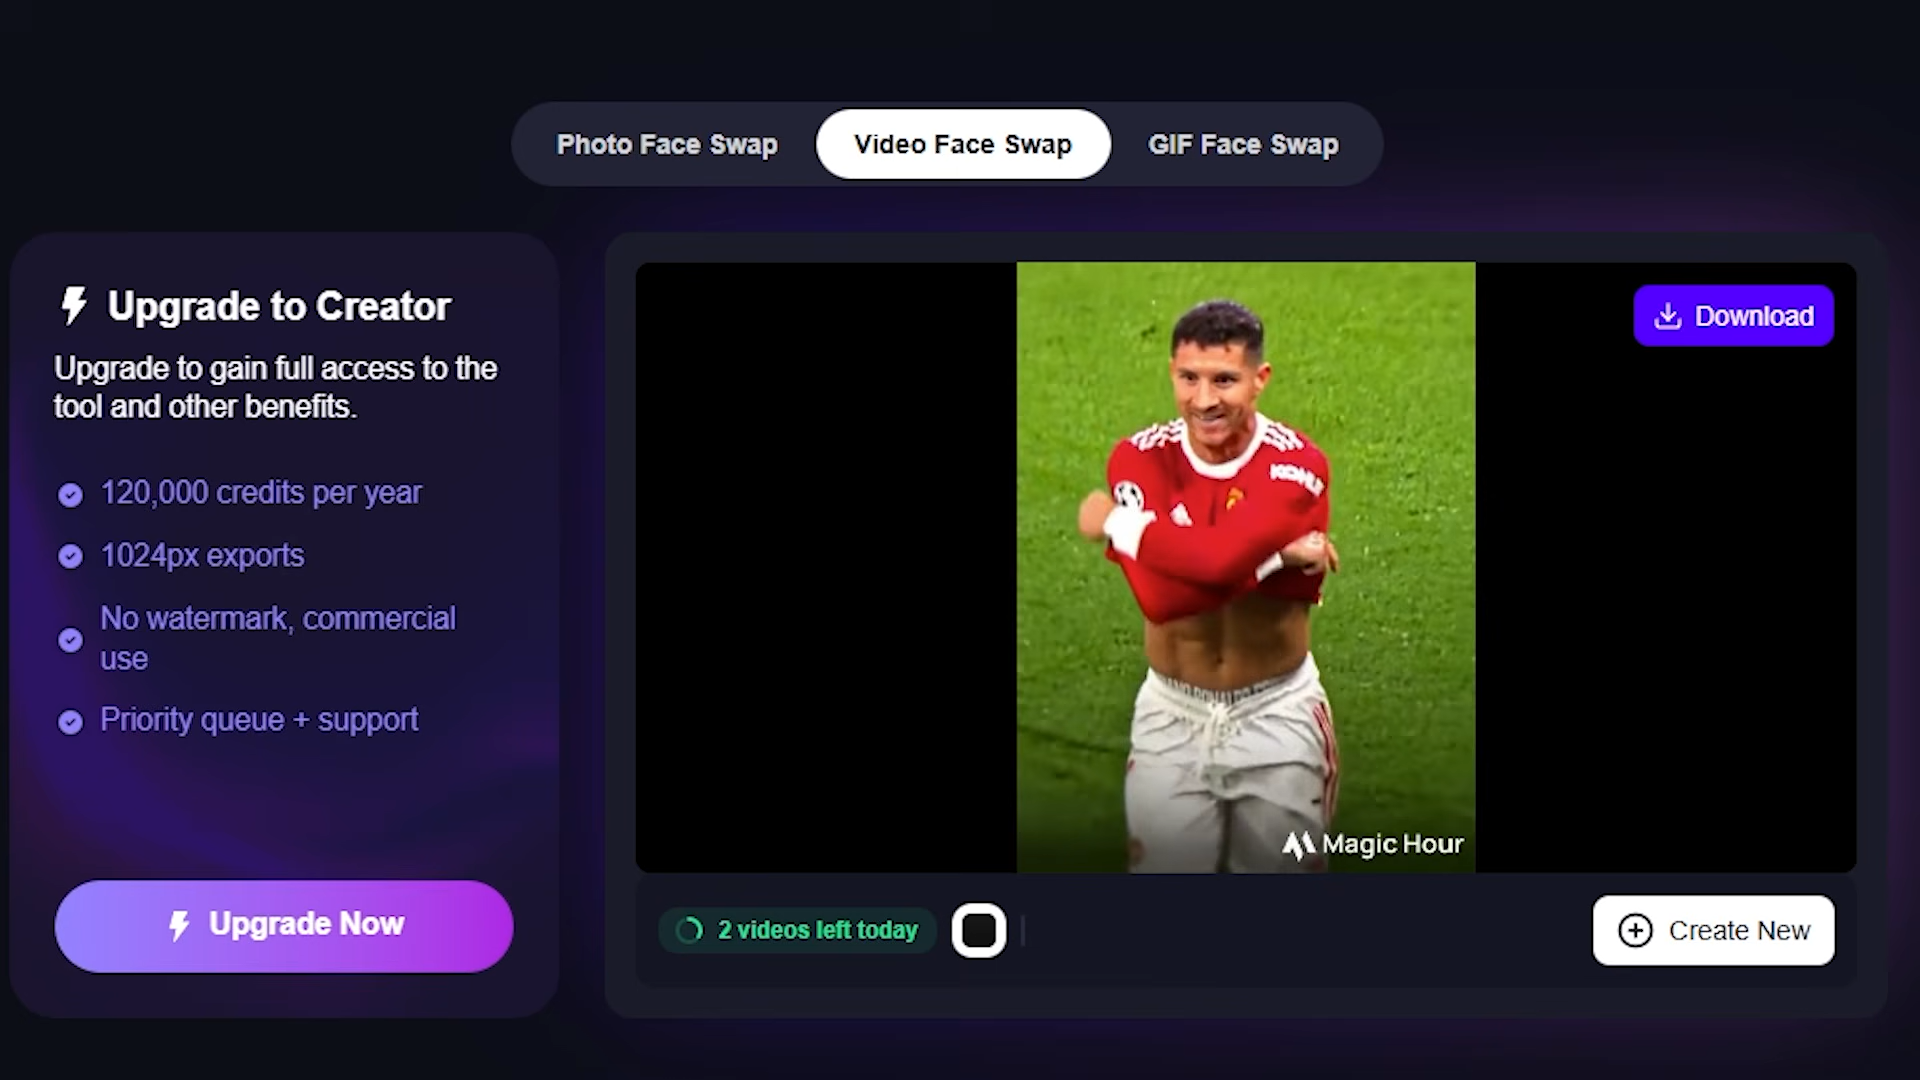 Photo Face Swap
Video Face Swap
GIF Face Swap
Upgrade to Creator
Upgrade to gain full access to the
tool and other benefits.
120,000 credits per year
1024px exports
No watermark, commercial
use
Priority queue + support
Upgrade Now
Download
KOHLE
Magic Hour
2 videos left today
Create New